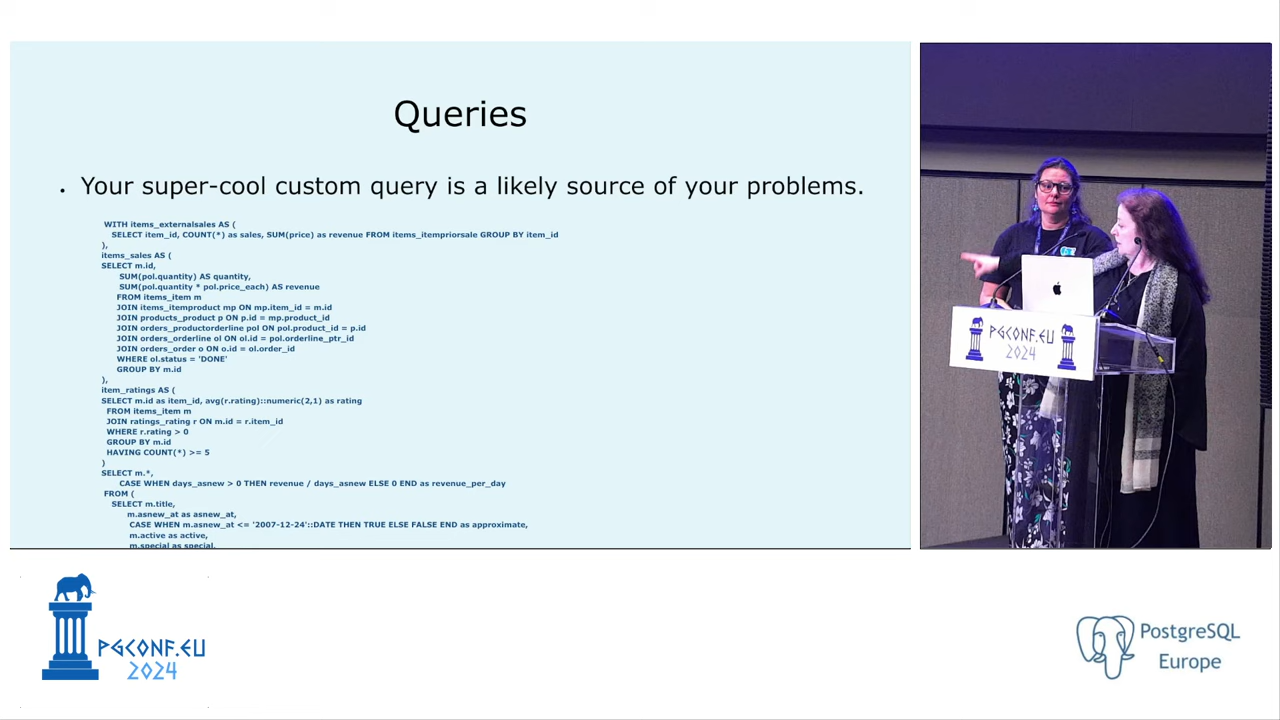 Queries
• Your super-cool custom query is a likely source of your problems.
WITH items_externalsales AS (
SELECT item_id, COUNT(*) as sales, SUM(price) as revenue FROM items_itempriorsale GROUP BY item_id
),
items_sales AS (
SELECT m.id,
SUM(pol.quantity) AS quantity,
SUM(pol.quantity * pol.price_each) AS revenue
FROM items_item m
JOIN items_itemproduct mp ON mp.item_id = m.id
JOIN products_product p ON p.id = mp.product_id
JOIN orders_productorderline pol ON pol.product_id = p.id
JOIN orders_orderline ol ON ol.id = pol.orderline_ptr_id
JOIN orders_order o ON o.id = ol.order_id
WHERE ol.status = 'DONE'
GROUP BY m.id
),
item_ratings AS (
SELECT m.id as item_id, avg(r.rating)::numeric(2,1) as rating
FROM items_item m
JOIN ratings_rating r ON m.id = r.item_id
WHERE r.rating > 0
GROUP BY m.id
HAVING COUNT(*) >= 5
)
SELECT m.*,
CASE WHEN days_asnew > 0 THEN revenue / days_asnew ELSE 0 END as revenue_per_day
FROM (
SELECT m.title,
m.asnew_at as asnew_at,
CASE WHEN m.asnew_at <= '2007-12-24'::DATE THEN TRUE ELSE FALSE END as approximate,
m.active as active,
m.special as special,
PGCONF.EU
2024
PGCONF.EU
2024
PostgreSQL
Europe